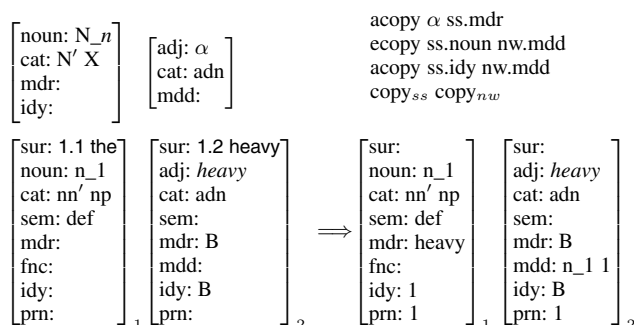 noun: N_n
cat: N′ X
mdr:
idy:
adj: α
cat: adn
mdd:
acopy α ss.mdr
ecopy ss.noun nw.mdd
acopy ss.idy nw.mdd
copyss copynw
sur: 1.1 the
noun: n_1
cat: nn′ np
sem: def
mdr:
fnc:
idy:
prn:
1
sur: 1.2 heavy
adj: heavy
cat: adn
sem:
mdr: B
mdd:
idy: B
prn:
2
⟹
sur:
noun: n_1
cat: nn′ np
sem: def
mdr: heavy
fnc:
idy: 1
prn: 1
1
sur:
adj: heavy
cat: adn
sem:
mdr: B
mdd: n_1 1
idy: B
prn: 1
2